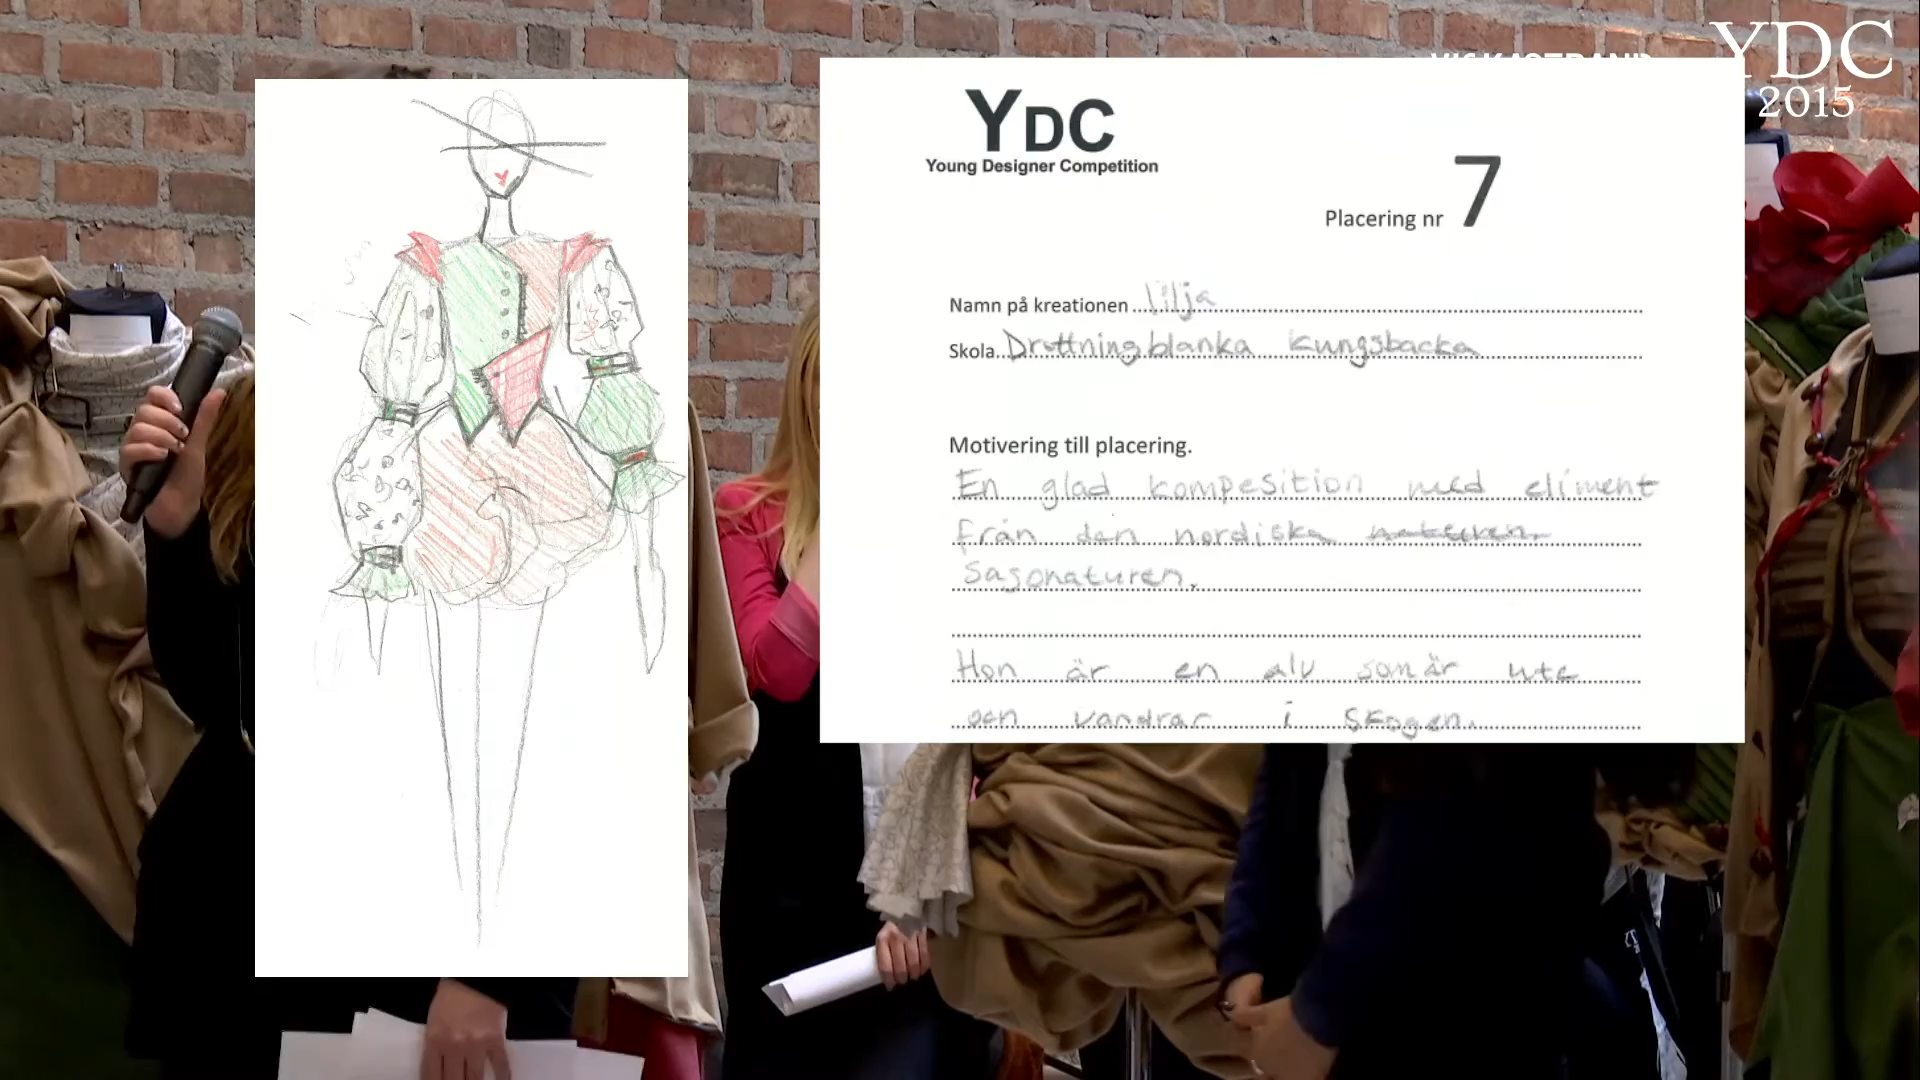 YDC
2015
YDC
Young Designer Competition
Placering nr 7
Namn på kreationen lilja
Skola Drottningblanka Kungsbacka
Motivering till placering.
En glad kompesition med eliment
från den nordiska naturen.
Sagonaturen.
Hon är en alv som är ute
och vandrar i skogen.